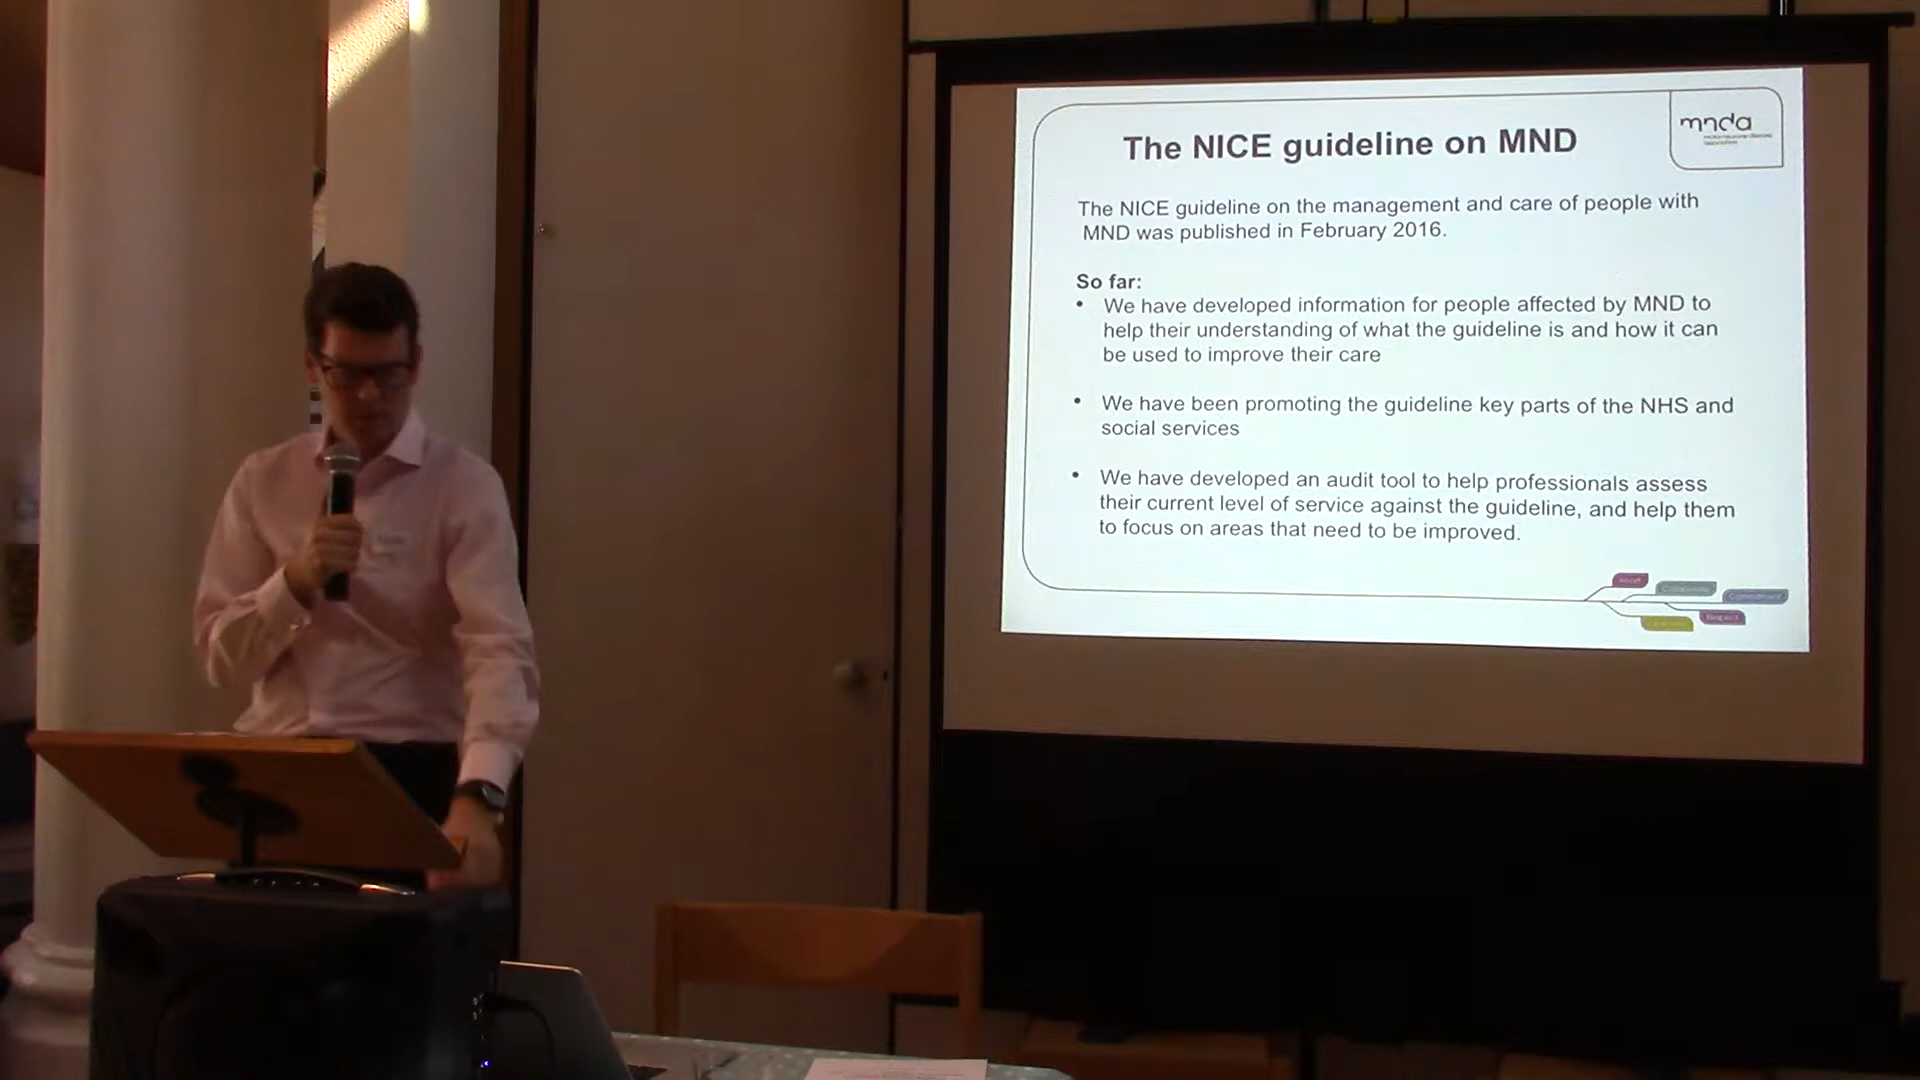 The NICE guideline on MND
mnda
The NICE guideline on the management and care of people with
MND was published in February 2016.
So far:
• We have developed information for people affected by MND to
help their understanding of what the guideline is and how it can
be used to improve their care
• We have been promoting the guideline key parts of the NHS and
social services
• We have developed an audit tool to help professionals assess
their current level of service against the guideline, and help them
to focus on areas that need to be improved.